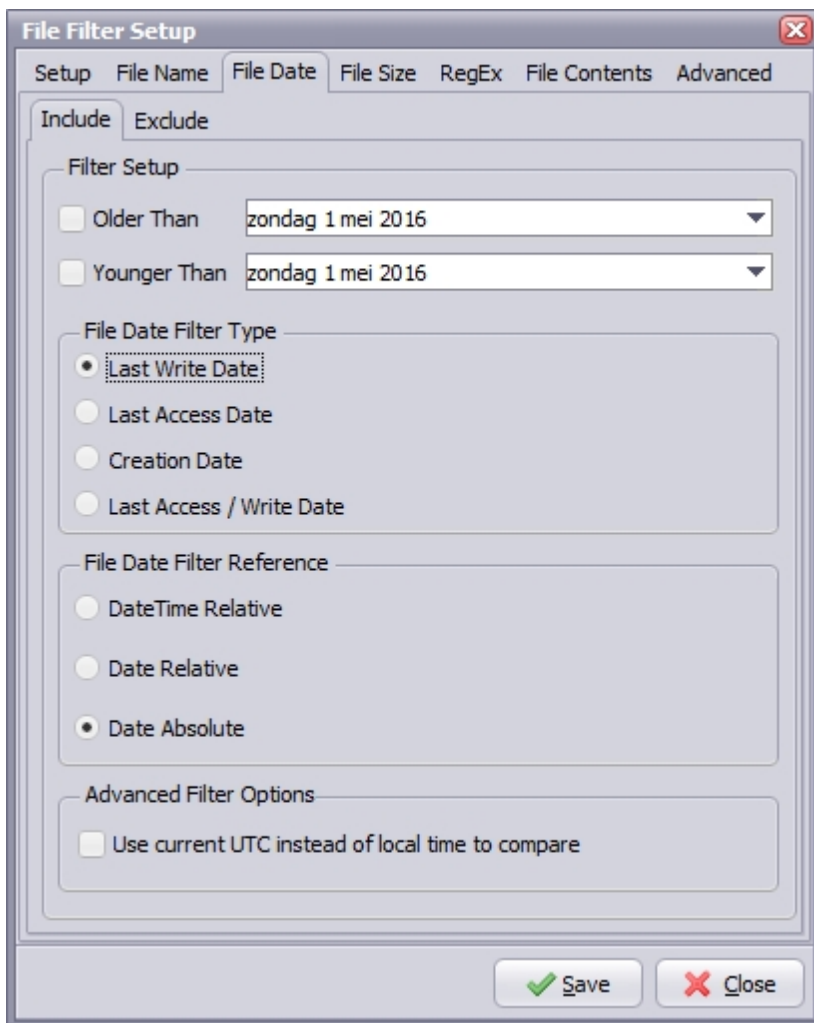 File Filter Setup
Setup File Name File Date File Size RegEx File Contents Advanced
Include Exclude
Filter Setup
Older Than zondag 1 mei 2016
Younger Than zondag 1 mei 2016
File Date Filter Type
Last Write Date
Last Access Date
Creation Date
Last Access / Write Date
File Date Filter Reference
DateTime Relative
Date Relative
Date Absolute
Advanced Filter Options
Use current UTC instead of local time to compare
Save Close